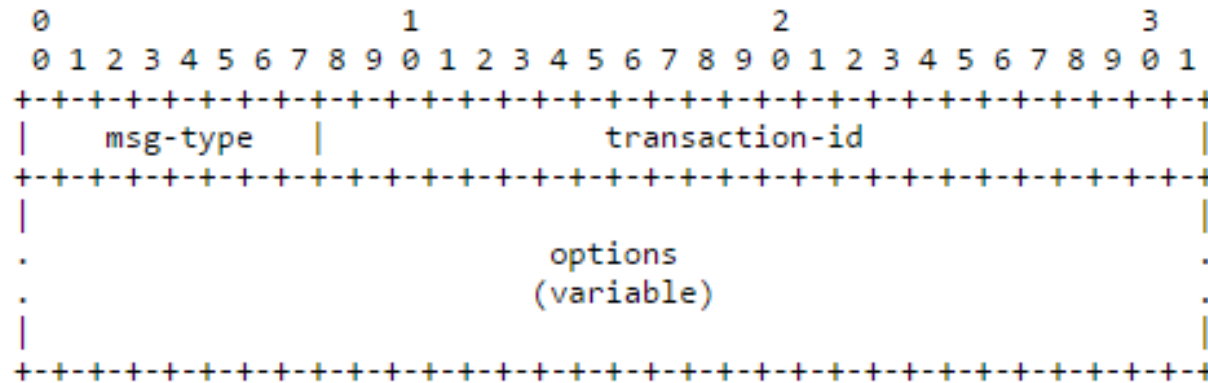 0                   1                   2                   3
0 1 2 3 4 5 6 7 8 9 0 1 2 3 4 5 6 7 8 9 0 1 2 3 4 5 6 7 8 9 0 1
+-+-+-+-+-+-+-+-+-+-+-+-+-+-+-+-+-+-+-+-+-+-+-+-+-+-+-+-+-+-+-+-+
|    msg-type   |               transaction-id                  |
+-+-+-+-+-+-+-+-+-+-+-+-+-+-+-+-+-+-+-+-+-+-+-+-+-+-+-+-+-+-+-+-+
|                                                               |
.                            options                            .
.                           (variable)                          .
|                                                               |
+-+-+-+-+-+-+-+-+-+-+-+-+-+-+-+-+-+-+-+-+-+-+-+-+-+-+-+-+-+-+-+-+